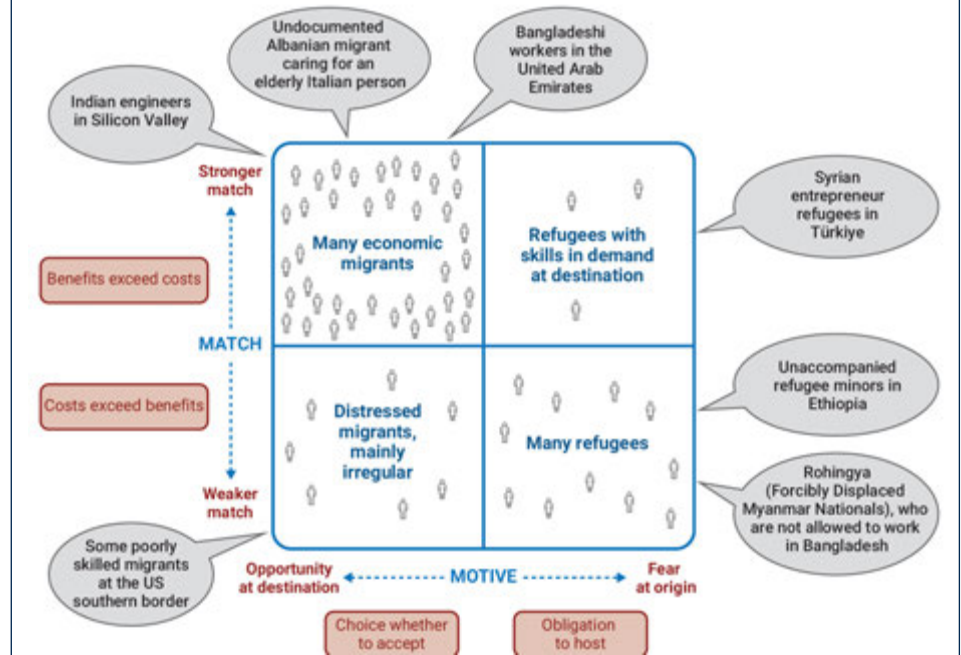 Undocumented
Albanian migrant
caring for an
elderly Italian person
Bangladeshi
workers in the
United Arab
Emirates
Indian engineers
in Silicon Valley
Stronger
match
Syrian
entrepreneur
refugees in
Türkiye
Many economic
migrants
Refugees with
skills in demand
at destination
Benefits exceed costs
MATCH
Costs exceed benefits
Unaccompanied
refugee minors in
Ethiopia
Distressed
migrants,
mainly
irregular
Many refugees
Weaker
match
Rohingya
(Forcibly Displaced
Myanmar Nationals), who
are not allowed to work
in Bangladesh
Some poorly
skilled migrants
at the US
southern border
Opportunity
at destination
MOTIVE
Fear
at origin
Choice whether
to accept
Obligation
to host